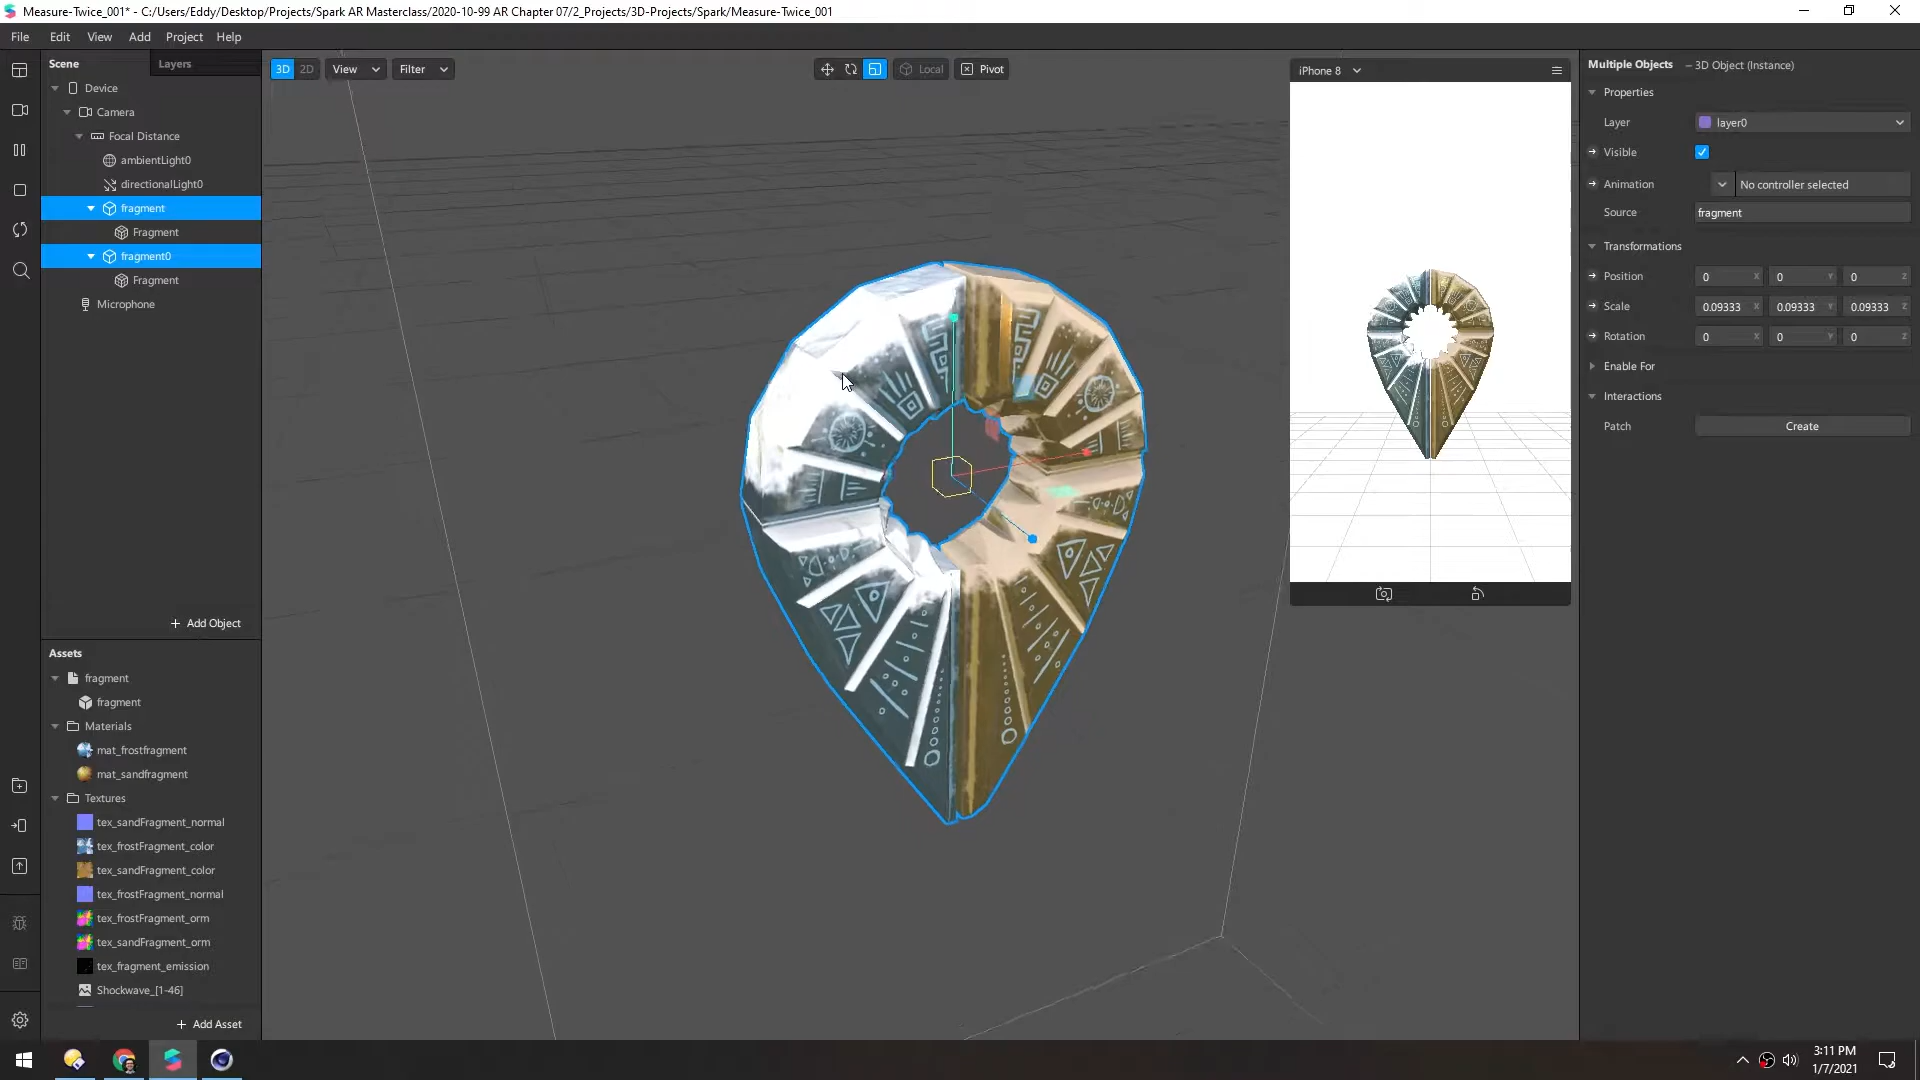 Measure-Twice_001* - C:/Users/Eddy/Desktop/Projects/Spark AR Masterclass/2020-10-99 AR Chapter 07/2_Projects/3D-Projects/Spark/Measure-Twice_001
File Edit View Add Project Help
Scene
Layers
Device
Camera
Focal Distance
ambientLight0
directionalLight0
fragment
Fragment
fragment0
Fragment
Microphone
+ Add Object
Assets
fragment
fragment
Materials
mat_frostfragment
mat_sandfragment
Textures
tex_sandFragment_normal
tex_frostFragment_color
tex_sandFragment_color
tex_frostFragment_normal
tex_frostFragment_orm
tex_sandFragment_orm
tex_fragment_emission
Shockwave_[1-46]
+ Add Asset
3D 2D View Filter
Local Pivot
iPhone 8
Multiple Objects – 3D Object (Instance)
Properties
Layer layer0
Visible
Animation No controller selected
Source fragment
Transformations
Position 0 X 0 Y 0 Z
Scale 0.09333 X 0.09333 Y 0.09333 Z
Rotation 0 X 0 Y 0 Z
Enable For
Interactions
Patch Create
3:11 PM
1/7/2021